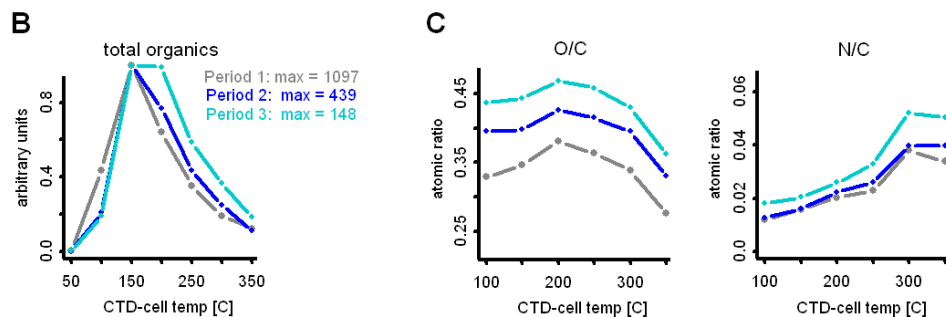 B
total organics
Period 1: max = 1097
Period 2: max = 439
Period 3: max = 148
arbitrary units
0.8
0.4
0.0
50
150
250
350
CTD-cell temp [C]
C
O/C
atomic ratio
0.45
0.35
0.25
100
200
300
CTD-cell temp [C]
N/C
atomic ratio
0.06
0.04
0.02
0.0
100
200
300
CTD-cell temp [C]